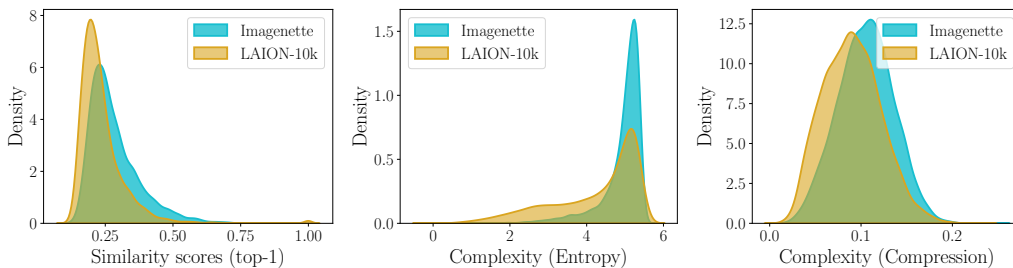 Density
8
6
4
2
0
0.25
0.50
0.75
1.00
Similarity scores (top-1)
Imagenette
LAION-10k
Density
1.5
1.0
0.5
0.0
0
2
4
6
Complexity (Entropy)
Imagenette
LAION-10k
Density
12.5
10.0
7.5
5.0
2.5
0.0
0.0
0.1
0.2
Complexity (Compression)
Imagenette
LAION-10k